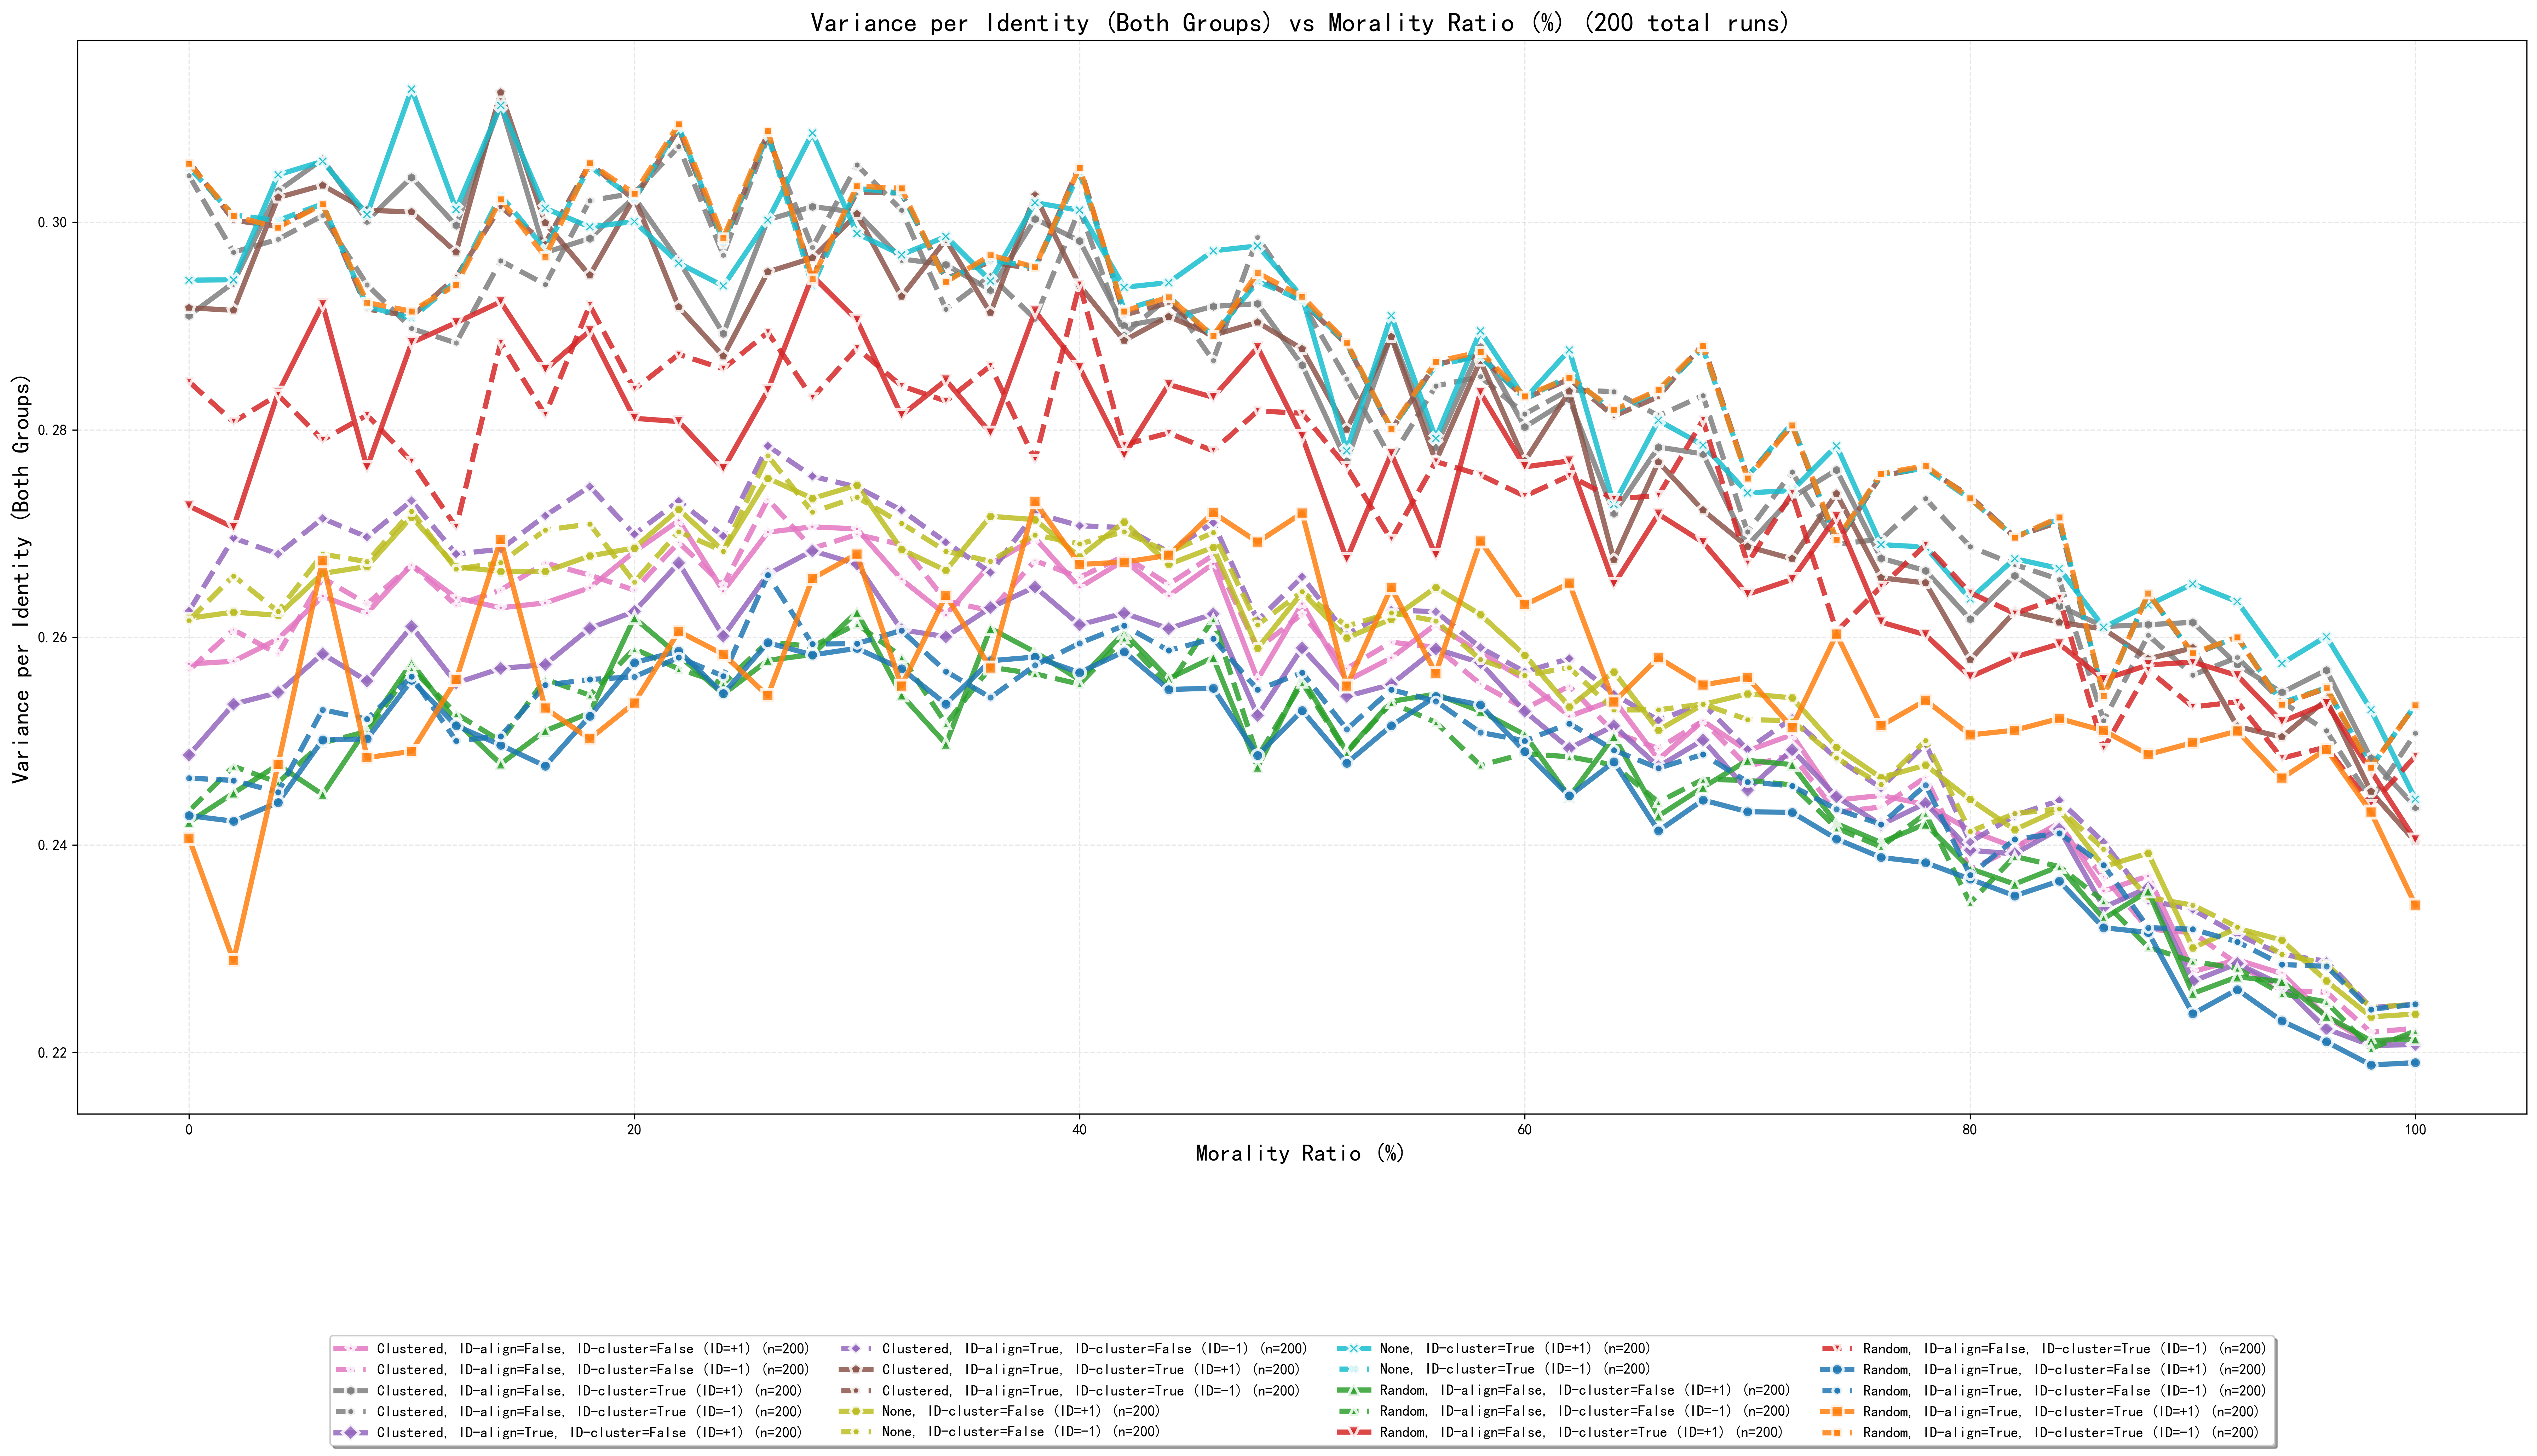 Variance per Identity (Both Groups) vs Morality Ratio (%) (200 total runs)
Variance per Identity (Both Groups)
0.30
0.28
0.26
0.24
0.22
0
20
40
60
80
100
Morality Ratio (%)
Clustered, ID-align=False, ID-cluster=False (ID=+1) (n=200)
Clustered, ID-align=False, ID-cluster=False (ID=-1) (n=200)
Clustered, ID-align=False, ID-cluster=True (ID=+1) (n=200)
Clustered, ID-align=False, ID-cluster=True (ID=-1) (n=200)
Clustered, ID-align=True, ID-cluster=False (ID=+1) (n=200)
Clustered, ID-align=True, ID-cluster=False (ID=-1) (n=200)
Clustered, ID-align=True, ID-cluster=True (ID=+1) (n=200)
Clustered, ID-align=True, ID-cluster=True (ID=-1) (n=200)
None, ID-cluster=False (ID=+1) (n=200)
None, ID-cluster=False (ID=-1) (n=200)
None, ID-cluster=True (ID=+1) (n=200)
None, ID-cluster=True (ID=-1) (n=200)
Random, ID-align=False, ID-cluster=False (ID=+1) (n=200)
Random, ID-align=False, ID-cluster=False (ID=-1) (n=200)
Random, ID-align=False, ID-cluster=True (ID=+1) (n=200)
Random, ID-align=False, ID-cluster=True (ID=-1) (n=200)
Random, ID-align=True, ID-cluster=False (ID=+1) (n=200)
Random, ID-align=True, ID-cluster=False (ID=-1) (n=200)
Random, ID-align=True, ID-cluster=True (ID=+1) (n=200)
Random, ID-align=True, ID-cluster=True (ID=-1) (n=200)